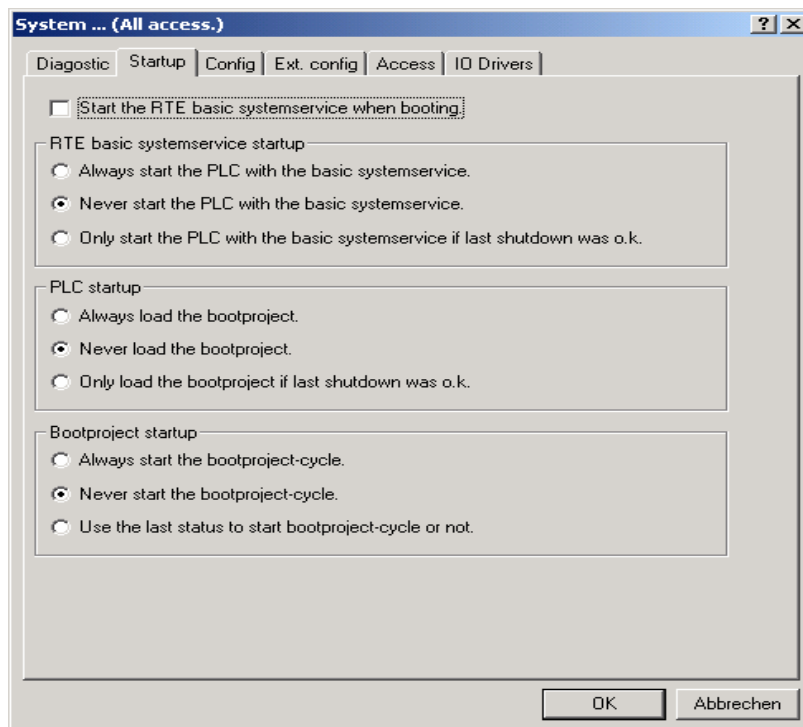 System ... (All access.)
Diagostic Startup Config Ext. config Access IO Drivers
Start the RTE basic systemservice when booting.
RTE basic systemservice startup
Always start the PLC with the basic systemservice.
Never start the PLC with the basic systemservice.
Only start the PLC with the basic systemservice if last shutdown was o.k.
PLC startup
Always load the bootproject.
Never load the bootproject.
Only load the bootproject if last shutdown was o.k.
Bootproject startup
Always start the bootproject-cycle.
Never start the bootproject-cycle.
Use the last status to start bootproject-cycle or not.
OK Abbrechen